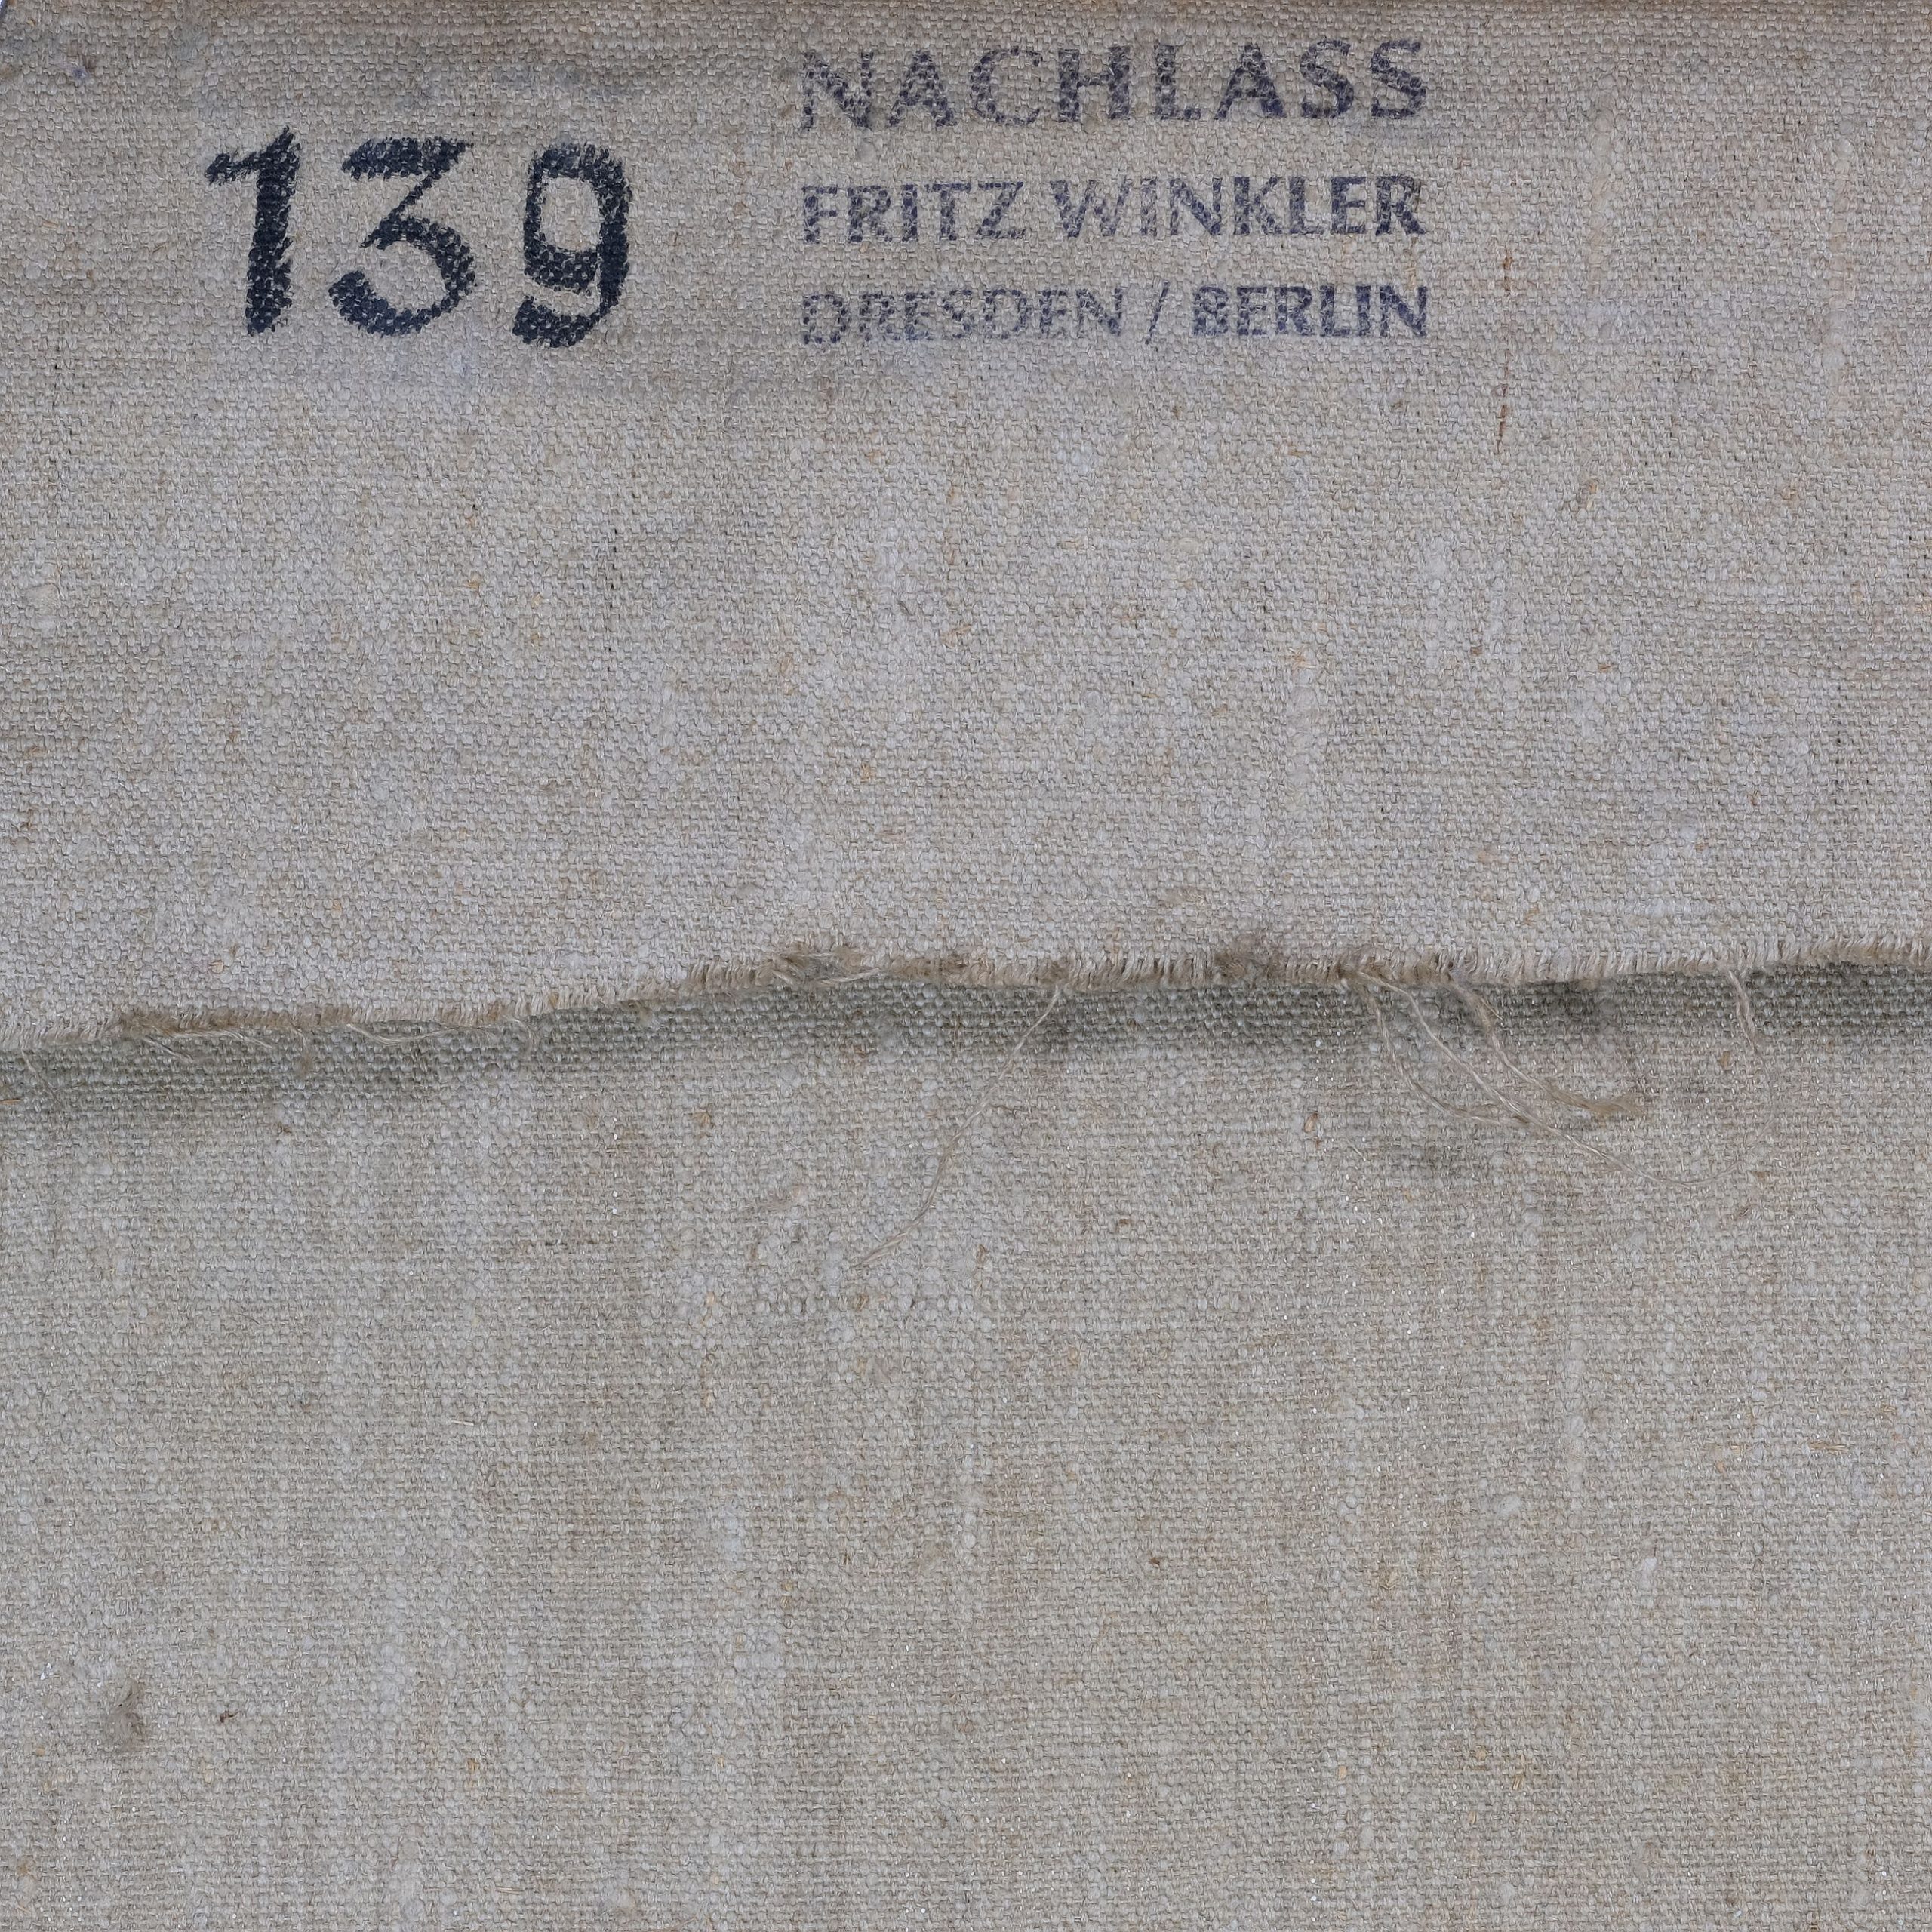 139
NACHLASS
FRITZ WINKLER
DRESDEN / BERLIN